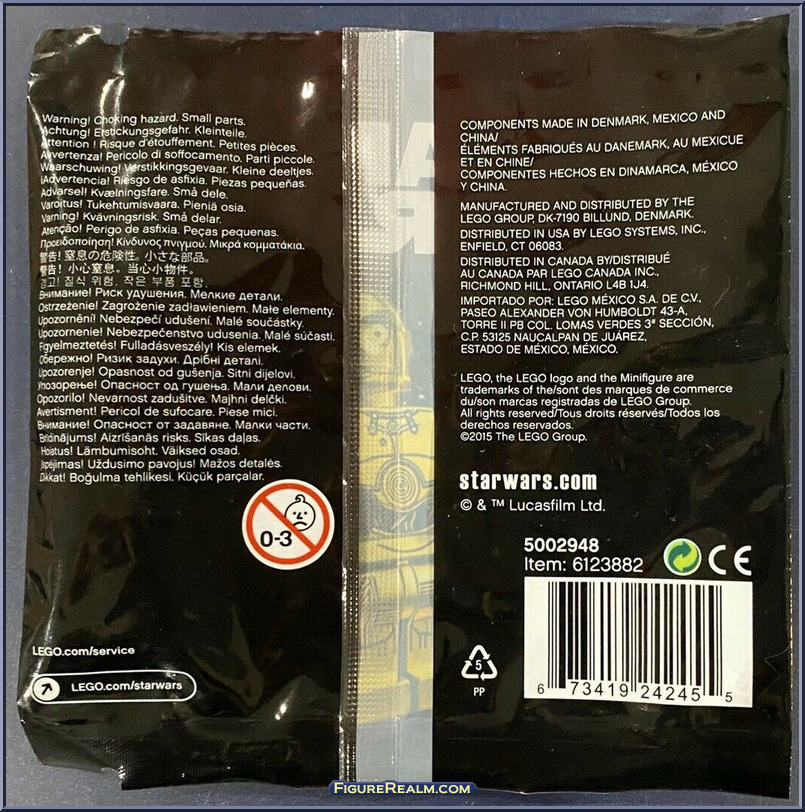 Warning! Choking hazard. Small parts.
Achtung! Erstickungsgefahr. Kleinteile.
Attention ! Risque d'étouffement. Petites pièces.
Avvertenza! Pericolo di soffocamento. Parti piccole.
Waarschuwing! Verstikkingsgevaar. Kleine deeltjes.
¡Advertencia! Riesgo de asfixia. Piezas pequeñas.
Advarsel! Kvælningsfare. Små dele.
Varoitus! Tukehtumisvaara. Pieniä osia.
Varning! Kvävningsrisk. Små delar.
Atenção! Perigo de asfixia. Peças pequenas.
Προειδοποίηση! Κίνδυνος πνιγμού. Μικρά κομματάκια.
警告! 窒息の危険性。小さな部品。
警告! 小心窒息。当心小物件。
경고! 질식 위험. 작은 부품 포함.
Внимание! Риск удушения. Мелкие детали.
Ostrzeżenie! Zagrożenie zadławieniem. Małe elementy.
Upozornění! Nebezpečí udušení. Malé součástky.
Upozornenie! Nebezpečenstvo udusenia. Malé súčasti.
Figyelmeztetés! Fulladásveszély! Kis elemek.
Обережно! Ризик задухи. Дрібні деталі.
Upozorenje! Opasnost od gušenja. Sitni dijelovi.
Упозорење! Опасност од гушења. Мали делови.
Opozorilo! Nevarnost zadušitve. Majhni delčki.
Avertisment! Pericol de sufocare. Piese mici.
Внимание! Опасност от задавяне. Малки части.
Brīdinājums! Aizrīšanās risks. Sīkas daļas.
Hoiatus! Lämbumisoht. Väiksed osad.
Įspėjimas! Uždusimo pavojus! Mažos detalės.
Dikkat! Boğulma tehlikesi. Küçük parçalar.
0-3
LEGO.com/service
LEGO.com/starwars
COMPONENTS MADE IN DENMARK, MEXICO AND
CHINA/
ÉLÉMENTS FABRIQUÉS AU DANEMARK, AU MEXIQUE
ET EN CHINE/
COMPONENTES HECHOS EN DINAMARCA, MÉXICO
Y CHINA.
MANUFACTURED AND DISTRIBUTED BY THE
LEGO GROUP, DK-7190 BILLUND, DENMARK.
DISTRIBUTED IN USA BY LEGO SYSTEMS, INC.,
ENFIELD, CT 06083.
DISTRIBUTED IN CANADA BY/DISTRIBUÉ
AU CANADA PAR LEGO CANADA INC.,
RICHMOND HILL, ONTARIO L4B 1J4.
IMPORTADO POR: LEGO MÉXICO S.A. DE C.V.,
PASEO ALEXANDER VON HUMBOLDT 43-A,
TORRE II PB COL. LOMAS VERDES 3ª SECCIÓN,
C.P. 53125 NAUCALPAN DE JUÁREZ,
ESTADO DE MÉXICO, MÉXICO.
LEGO, the LEGO logo and the Minifigure are
trademarks of the/sont des marques de commerce
du/son marcas registradas de LEGO Group.
All rights reserved/Tous droits réservés/Todos los
derechos reservados.
©2015 The LEGO Group.
starwars.com
© & ™ Lucasfilm Ltd.
5002948
Item: 6123882
CE
5
PP
6 73419 24245 5
FigureRealm.com